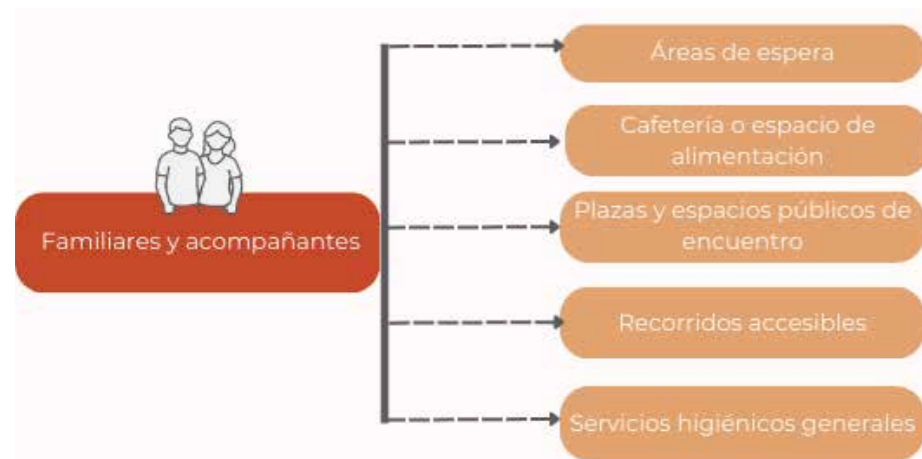 Familiares y acompañantes
Áreas de espera
Cafetería o espacio de
alimentación
Plazas y espacios públicos de
encuentro
Recorridos accesibles
Servicios higiénicos generales